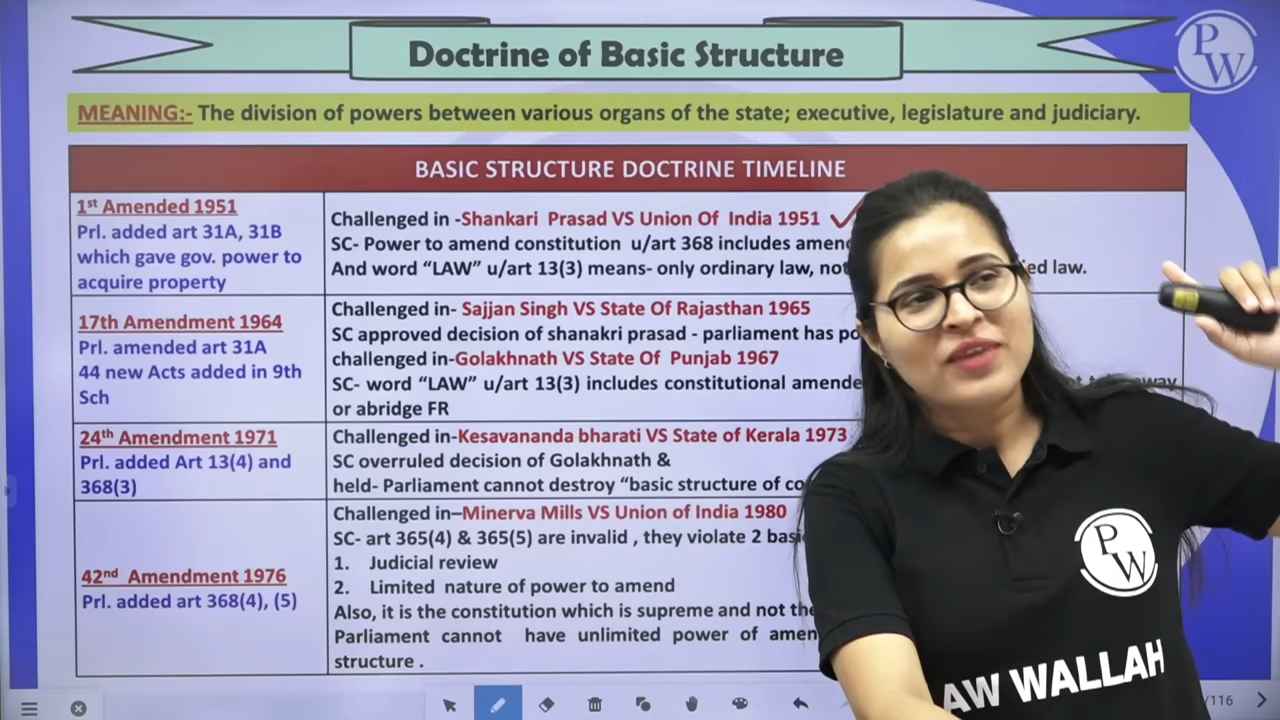 Doctrine of Basic Structure
PW
MEANING:- The division of powers between various organs of the state; executive, legislature and judiciary.
BASIC STRUCTURE DOCTRINE TIMELINE
1st Amended 1951
Prl. added art 31A, 31B
which gave gov. power to
acquire property
Challenged in -Shankari Prasad VS Union Of India 1951
SC- Power to amend constitution u/art 368 includes amen
And word “LAW” u/art 13(3) means- only ordinary law, not
ed law.
17th Amendment 1964
Prl. amended art 31A
44 new Acts added in 9th
Sch
Challenged in- Sajjan Singh VS State Of Rajasthan 1965
SC approved decision of shanakri prasad - parliament has po
challenged in-Golakhnath VS State Of Punjab 1967
SC- word “LAW” u/art 13(3) includes constitutional amende
or abridge FR
24th Amendment 1971
Prl. added Art 13(4) and
368(3)
Challenged in-Kesavananda bharati VS State of Kerala 1973
SC overruled decision of Golakhnath &
held- Parliament cannot destroy “basic structure of co
42nd Amendment 1976
Prl. added art 368(4), (5)
Challenged in–Minerva Mills VS Union of India 1980
SC- art 365(4) & 365(5) are invalid , they violate 2 basi
1. Judicial review
2. Limited nature of power to amend
Also, it is the constitution which is supreme and not the
Parliament cannot have unlimited power of amen
structure .
PW
AW WALLAH
/116